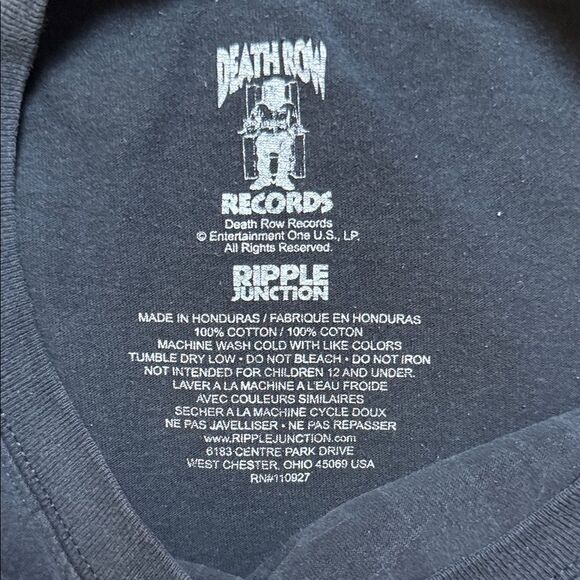 DEATH ROW
RECORDS
Death Row Records
© Entertainment One U.S., LP.
All Rights Reserved.
RIPPLE
JUNCTION
MADE IN HONDURAS / FABRIQUE EN HONDURAS
100% COTTON / 100% COTON
MACHINE WASH COLD WITH LIKE COLORS
TUMBLE DRY LOW • DO NOT BLEACH • DO NOT IRON
NOT INTENDED FOR CHILDREN 12 AND UNDER.
LAVER A LA MACHINE A L'EAU FROIDE
AVEC COULEURS SIMILAIRES
SECHER A LA MACHINE CYCLE DOUX
NE PAS JAVELLISER • NE PAS REPASSER
www.RIPPLEJUNCTION.com
6183 CENTRE PARK DRIVE
WEST CHESTER, OHIO 45069 USA
RN#110927